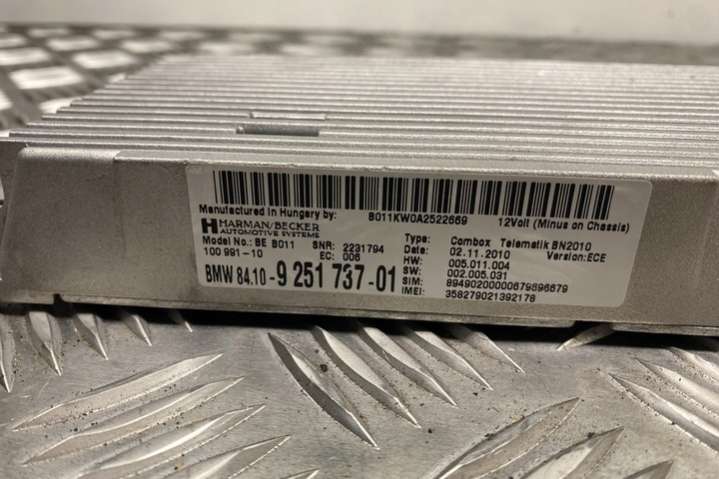 Manufactured in Hungary by: B011KW0A2522669 12Volt (Minus on Chassis)
HARMAN/BECKER
AUTOMOTIVE SYSTEMS
Model No.: BE B011 SNR: 2231794
100 991-10 EC: 006
BMW 84.10-9 251 737-01
Type: Combox Telematik BN2010
Date: 02.11.2010 Version:ECE
HW: 005.011.004
SW: 002.005.031
SIM: 89490200000679896679
IMEI: 358279021392178